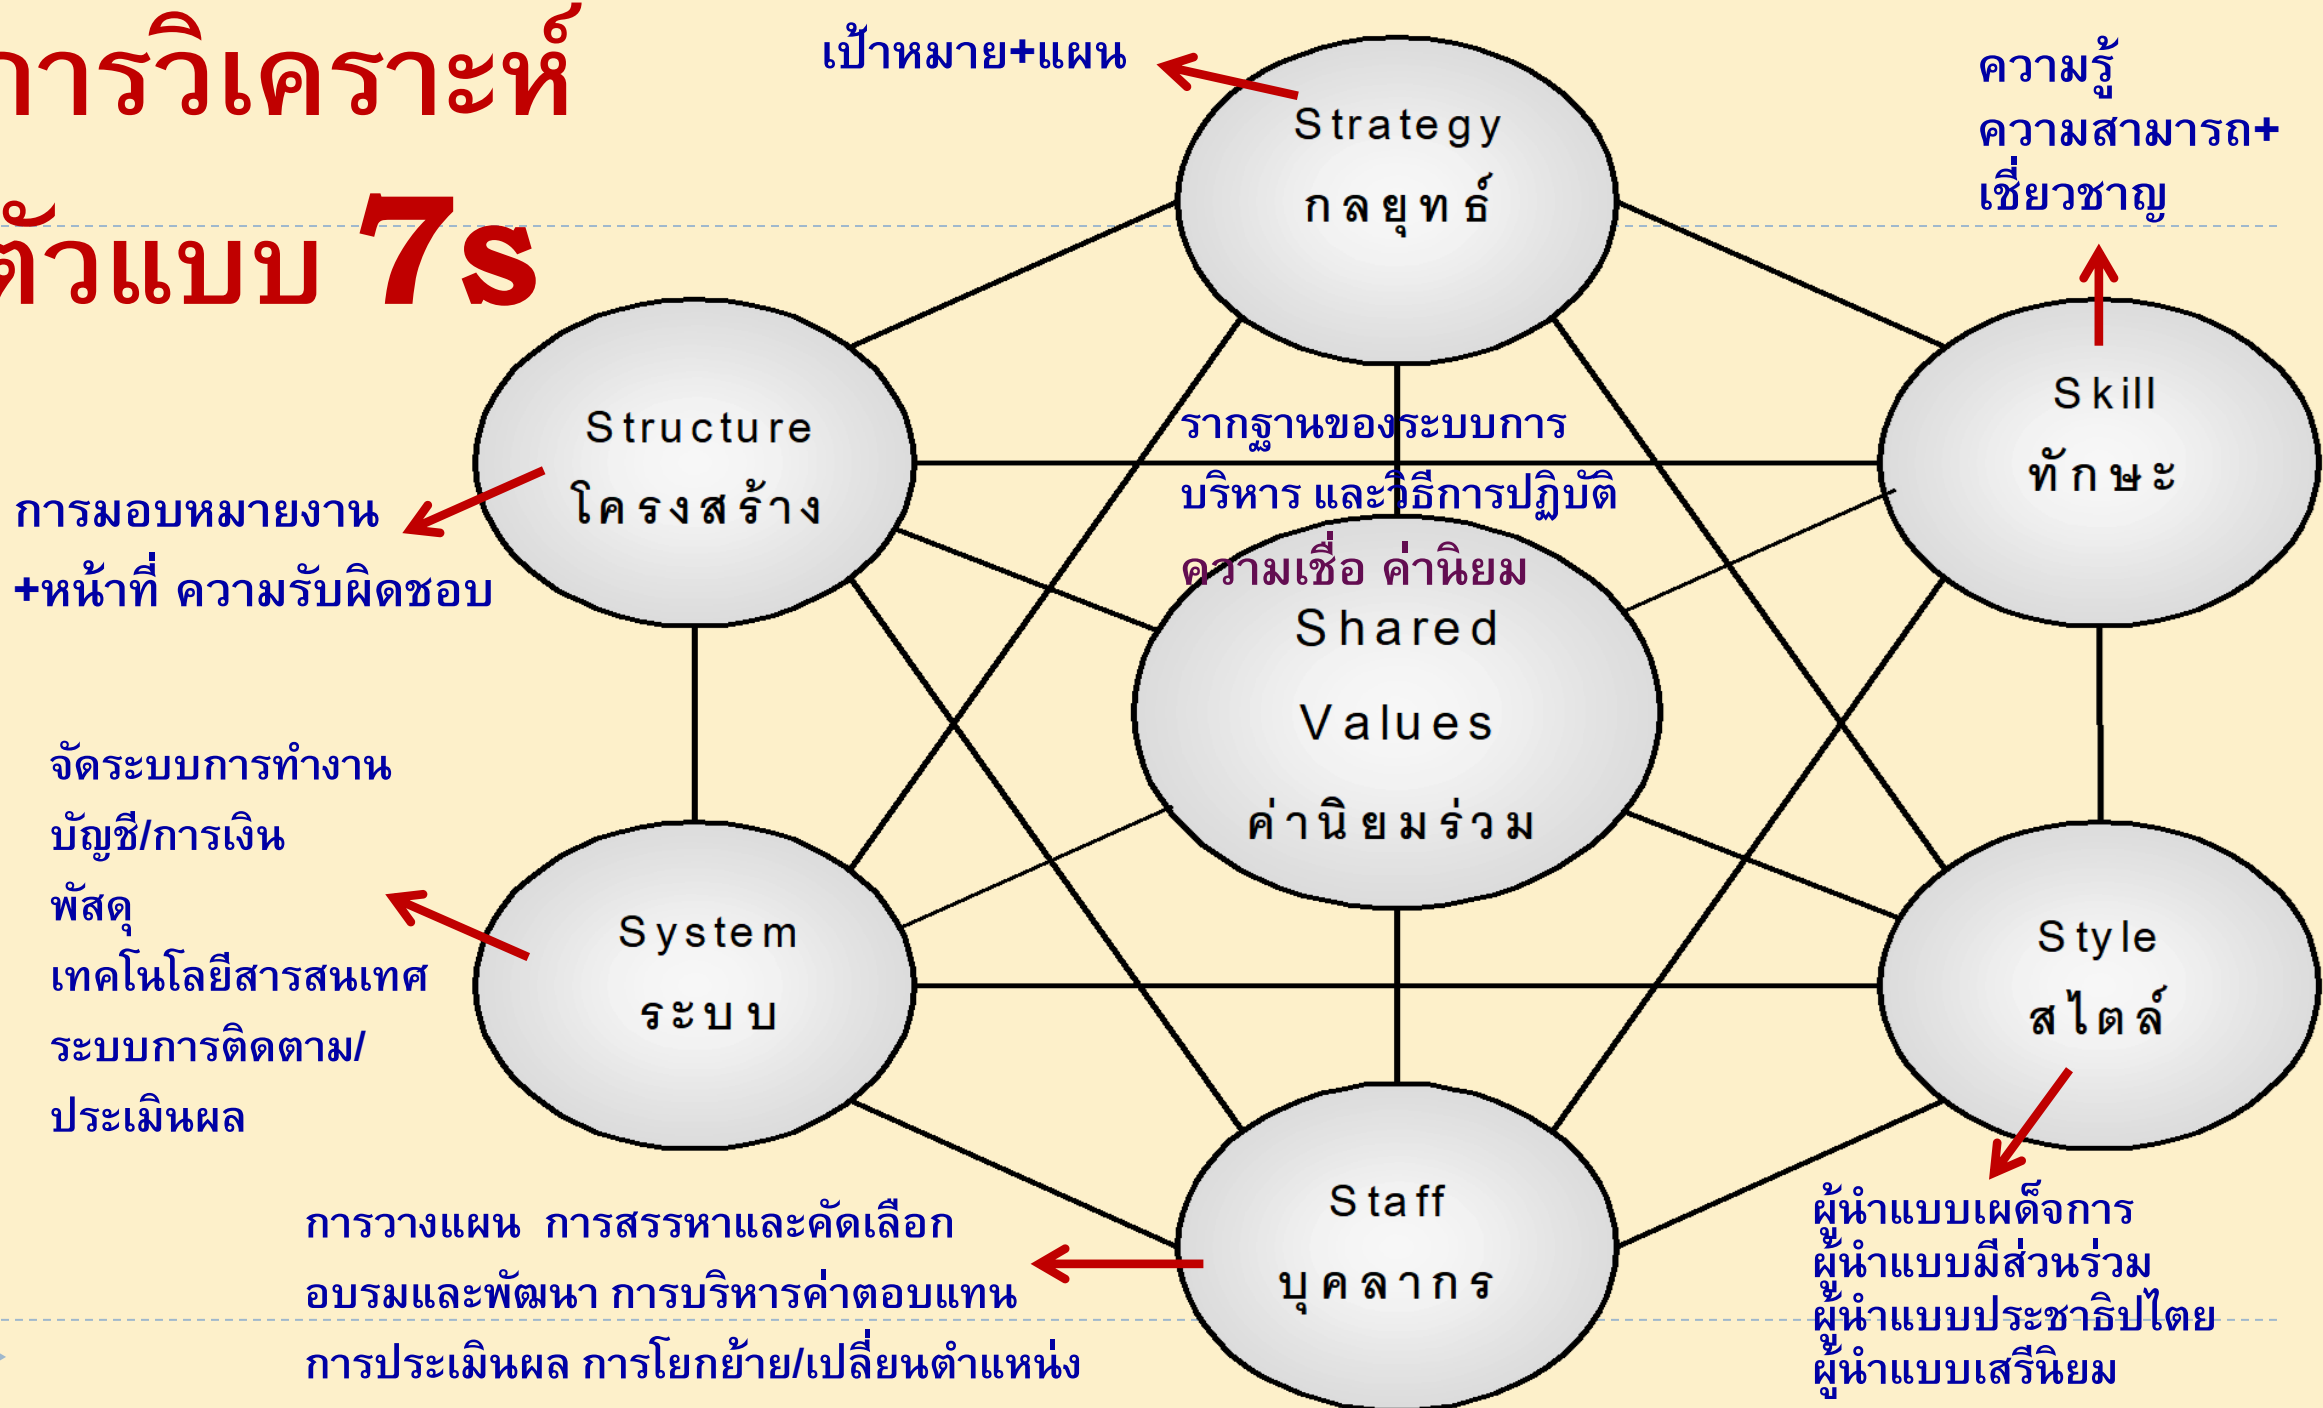 การวิเคราะห์
ตัวแบบ 7s
เป้าหมาย+แผน
Strategy
กลยุทธ์
ความรู้
ความสามารถ+
เชี่ยวชาญ
Skill
ทักษะ
Structure
โครงสร้าง
การมอบหมายงาน
+หน้าที่ ความรับผิดชอบ
รากฐานของระบบการ
บริหาร และวิธีการปฏิบัติ
ความเชื่อ ค่านิยม
Shared
Values
ค่านิยมร่วม
จัดระบบการทำงาน
บัญชี/การเงิน
พัสดุ
เทคโนโลยีสารสนเทศ
ระบบการติดตาม/
ประเมินผล
System
ระบบ
Style
สไตล์
ผู้นำแบบเผด็จการ
ผู้นำแบบมีส่วนร่วม
ผู้นำแบบประชาธิปไตย
ผู้นำแบบเสรีนิยม
Staff
บุคลากร
การวางแผน การสรรหาและคัดเลือก
อบรมและพัฒนา การบริหารค่าตอบแทน
การประเมินผล การโยกย้าย/เปลี่ยนตำแหน่ง